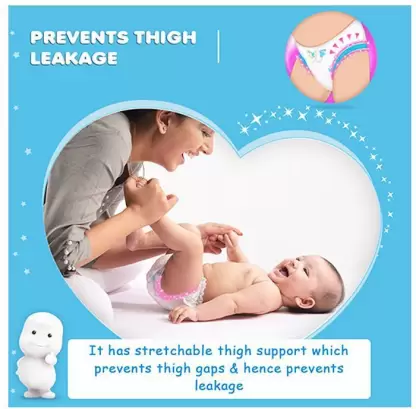 PREVENTS THIGH
LEAKAGE
It has stretchable thigh support which
prevents thigh gaps & hence prevents
leakage